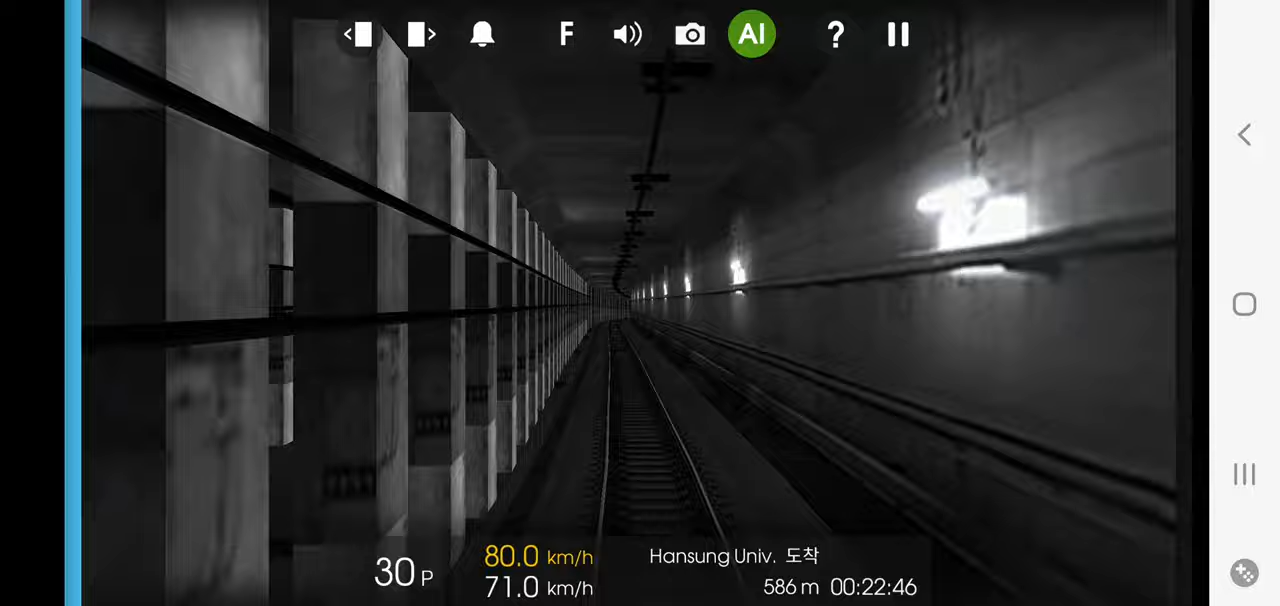 F
AI
?
30 P
80.0 km/h
71.0 km/h
Hansung Univ. 도착
586 m 00:22:46